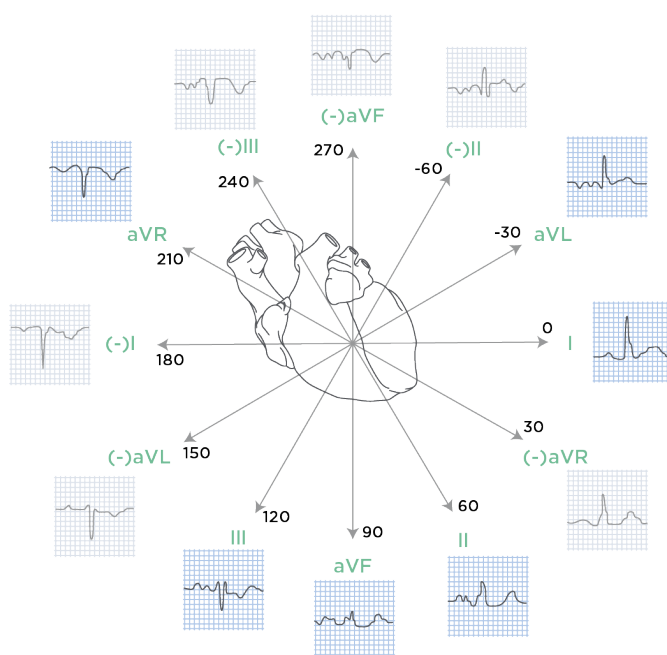 (-)aVF
(-)III
270
(-)II
240
-60
aVR
210
-30
aVL
0
(-)I
180
I
30
(-)aVL
150
(-)aVR
120
60
III
90
II
aVF